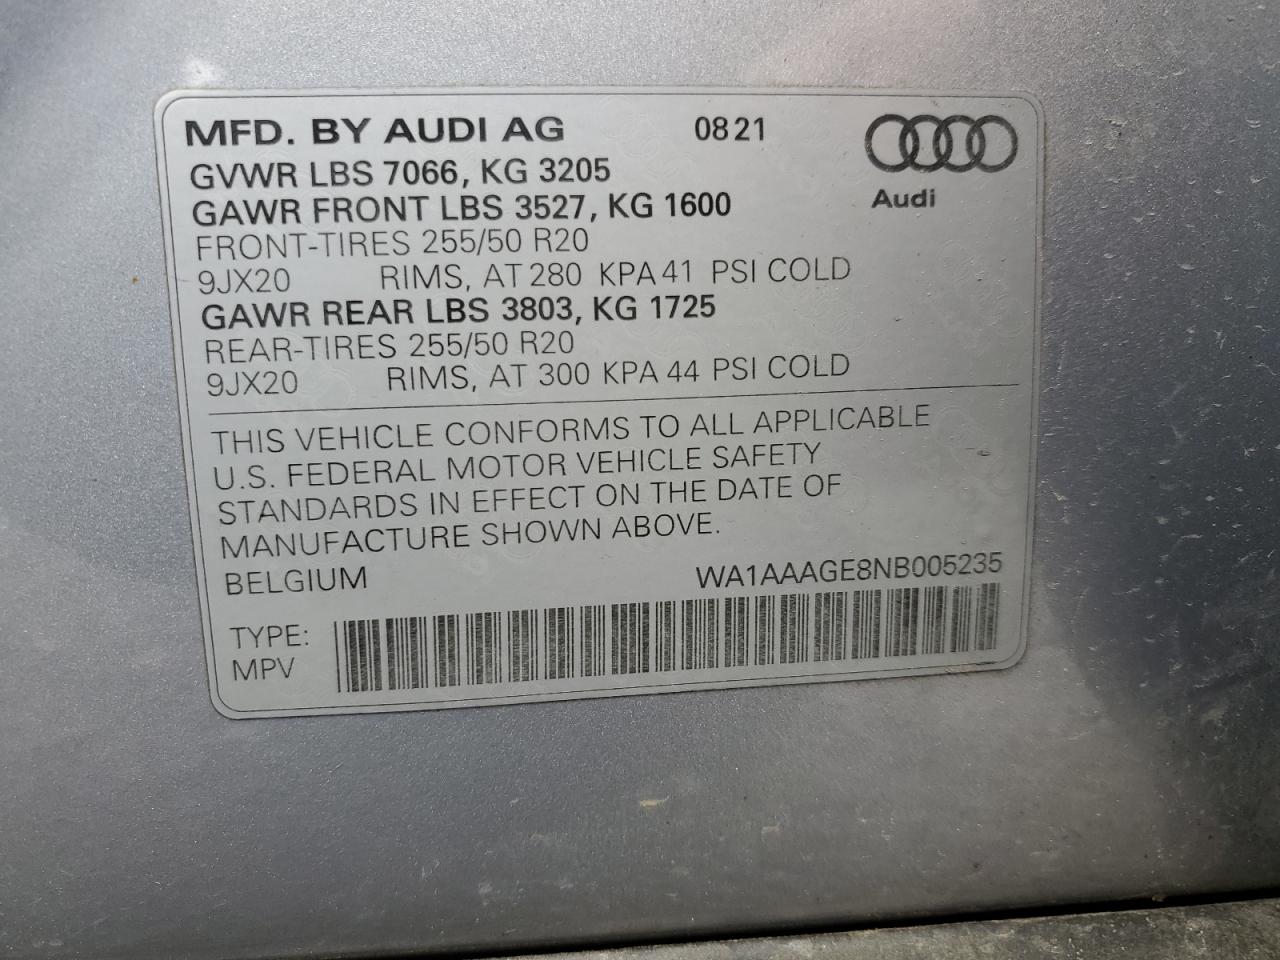 MFD. BY AUDI AG 0821
Audi
GVWR LBS 7066, KG 3205
GAWR FRONT LBS 3527, KG 1600
FRONT-TIRES 255/50 R20
9JX20 RIMS, AT 280 KPA 41 PSI COLD
GAWR REAR LBS 3803, KG 1725
REAR-TIRES 255/50 R20
9JX20 RIMS, AT 300 KPA 44 PSI COLD
THIS VEHICLE CONFORMS TO ALL APPLICABLE
U.S. FEDERAL MOTOR VEHICLE SAFETY
STANDARDS IN EFFECT ON THE DATE OF
MANUFACTURE SHOWN ABOVE.
BELGIUM WA1AAAGE8NB005235
TYPE:
MPV